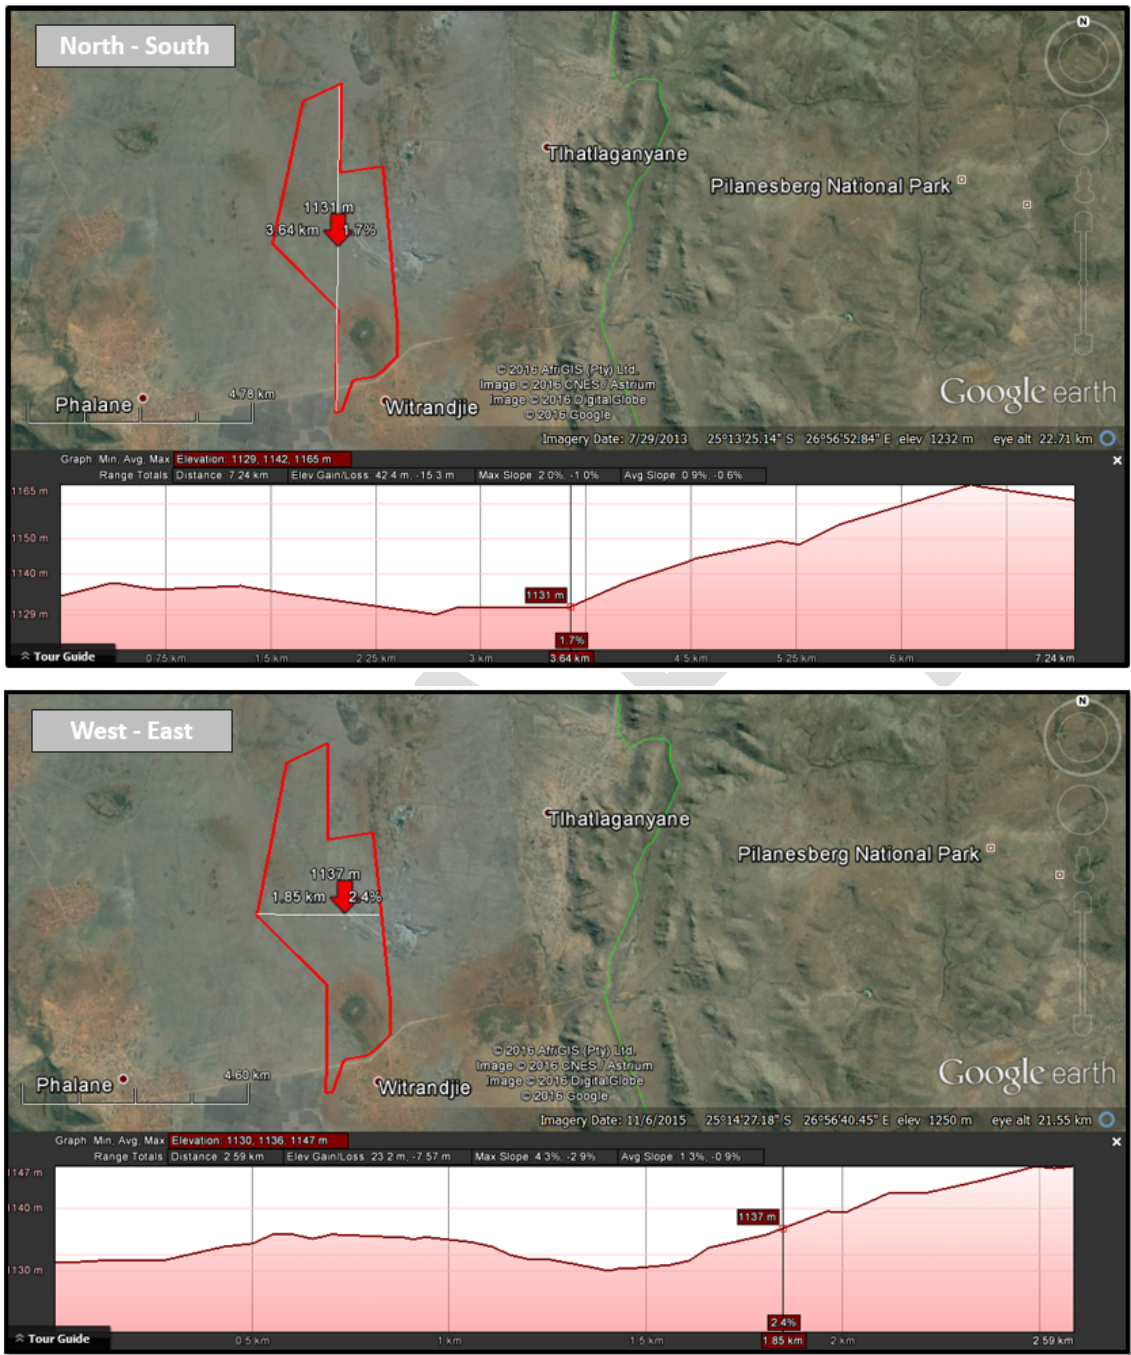 North - South
N
Tlhatlaganyane
Pilanesberg National Park
1131 m
3.64 km 1.7%
© 2016 AfriGIS (Pty) Ltd.
Image © 2016 CNES / Astrium
Image © 2016 DigitalGlobe
© 2016 Google
Google earth
4.78 km
Phalane
Witrandjie
Imagery Date: 7/29/2013 25°13'25.14" S 26°56'52.84" E elev 1232 m eye alt 22.71 km
Graph: Min, Avg, Max Elevation: 1129, 1142, 1165 m
Range Totals: Distance: 7.24 km Elev Gain/Loss: 42.4 m, -15.3 m Max Slope: 2.0%, -1.0% Avg Slope: 0.9%, -0.6%
1165 m
1150 m
1140 m
1131 m
1129 m
1.7%
Tour Guide 0.75 km 1.5 km 2.25 km 3 km 3.64 km 4.5 km 5.25 km 6 km 7.24 km
West - East
N
Tlhatlaganyane
Pilanesberg National Park
1137 m
1.85 km 2.4%
© 2016 AfriGIS (Pty) Ltd.
Image © 2016 CNES / Astrium
Image © 2016 DigitalGlobe
© 2016 Google
Google earth
4.60 km
Phalane
Witrandjie
Imagery Date: 11/6/2015 25°14'27.18" S 26°56'40.45" E elev 1250 m eye alt 21.55 km
Graph: Min, Avg, Max Elevation: 1130, 1136, 1147 m
Range Totals: Distance: 2.59 km Elev Gain/Loss: 23.2 m, -7.57 m Max Slope: 4.3%, -2.9% Avg Slope: 1.3%, -0.9%
1147 m
1140 m
1137 m
1130 m
2.4%
Tour Guide 0.5 km 1 km 1.5 km 1.85 km 2 km 2.59 km